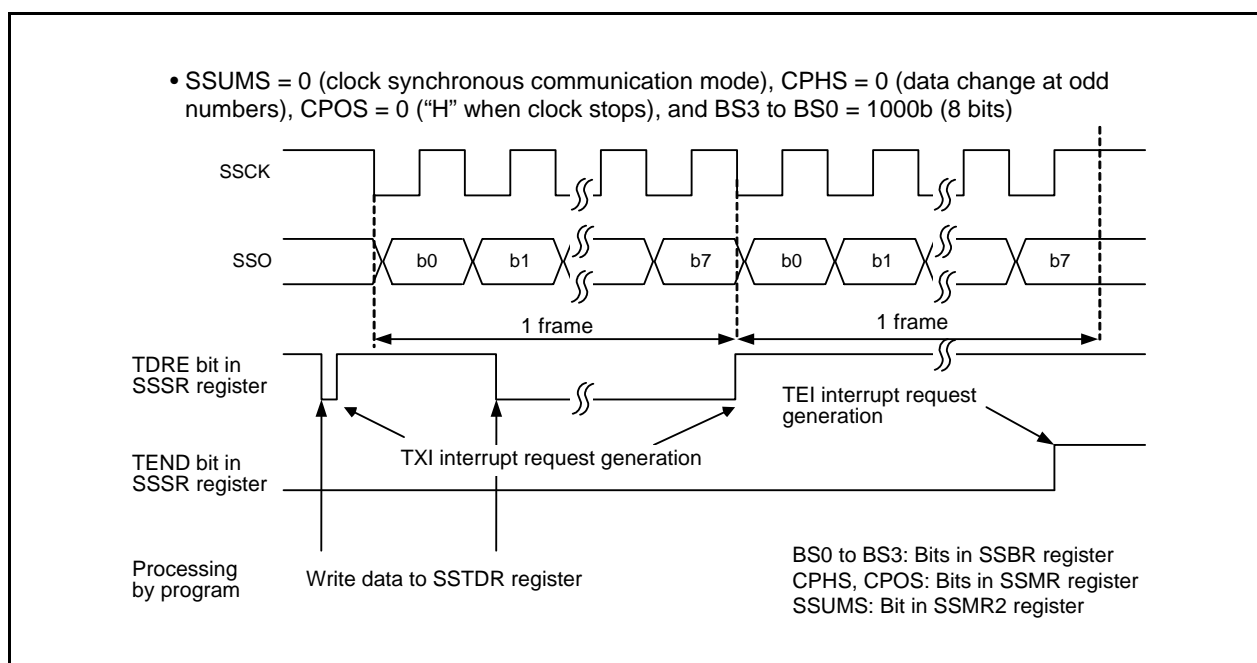 • SSUMS = 0 (clock synchronous communication mode), CPHS = 0 (data change at odd
numbers), CPOS = 0 (“H” when clock stops), and BS3 to BS0 = 1000b (8 bits)
SSCK
SSO
b0
b1
b7
b0
b1
b7
1 frame
1 frame
TDRE bit in
SSSR register
TEI interrupt request
generation
TXI interrupt request generation
TEND bit in
SSSR register
Processing
by program
Write data to SSTDR register
BS0 to BS3: Bits in SSBR register
CPHS, CPOS: Bits in SSMR register
SSUMS: Bit in SSMR2 register